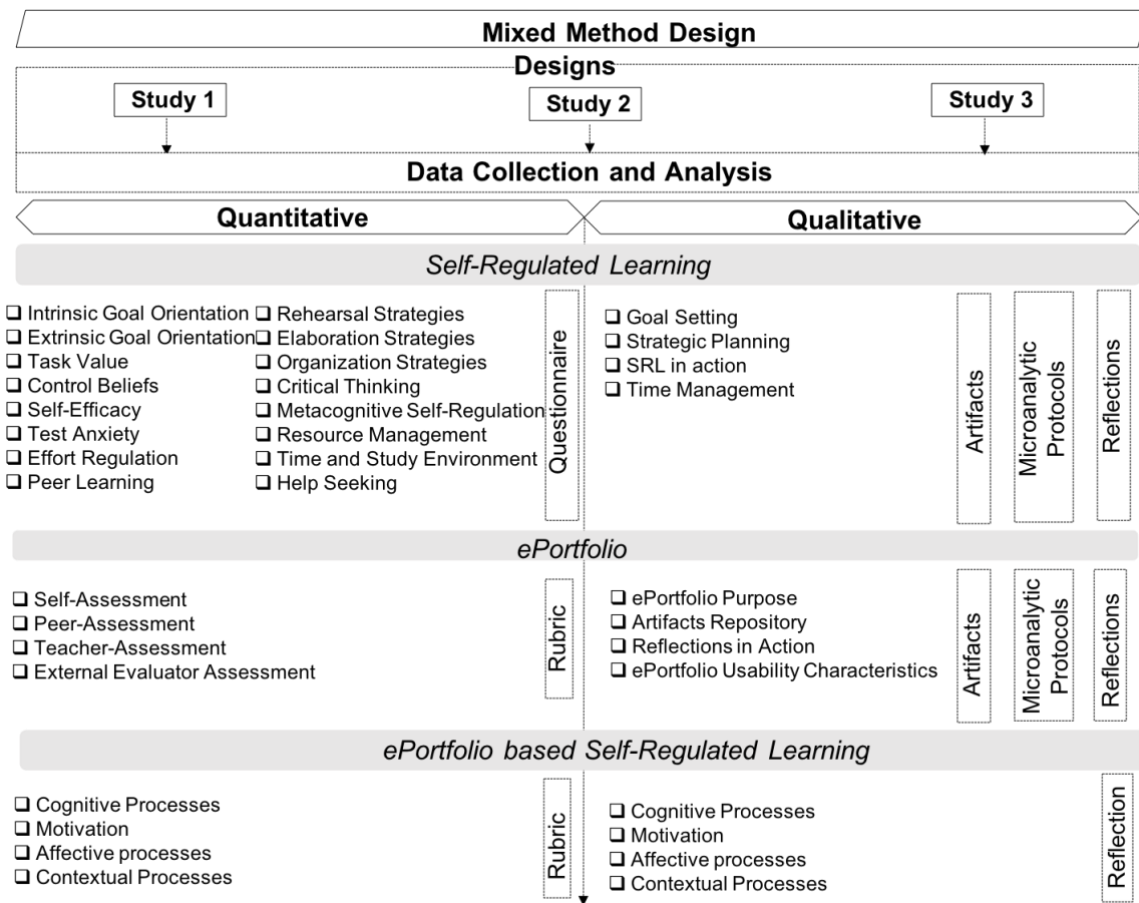 Mixed Method Design
Designs
Study 1
Study 2
Study 3
Data Collection and Analysis
Quantitative
Qualitative
Self-Regulated Learning
Intrinsic Goal Orientation
Extrinsic Goal Orientation
Task Value
Control Beliefs
Self-Efficacy
Test Anxiety
Effort Regulation
Peer Learning
Rehearsal Strategies
Elaboration Strategies
Organization Strategies
Critical Thinking
Metacognitive Self-Regulation
Resource Management
Time and Study Environment
Help Seeking
Questionnaire
Goal Setting
Strategic Planning
SRL in action
Time Management
Artifacts
Microanalytic
Protocols
Reflections
ePortfolio
Self-Assessment
Peer-Assessment
Teacher-Assessment
External Evaluator Assessment
Rubric
ePortfolio Purpose
Artifacts Repository
Reflections in Action
ePortfolio Usability Characteristics
Artifacts
Microanalytic
Protocols
Reflections
ePortfolio based Self-Regulated Learning
Cognitive Processes
Motivation
Affective processes
Contextual Processes
Rubric
Cognitive Processes
Motivation
Affective processes
Contextual Processes
Reflection